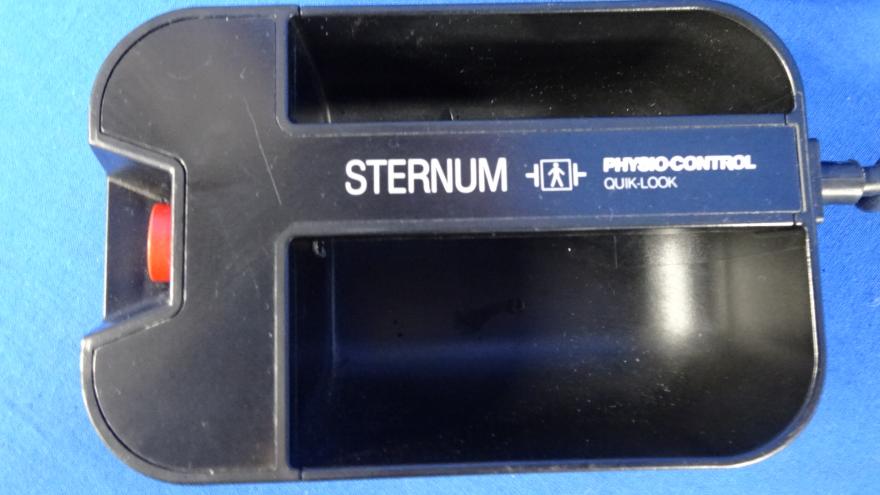 STERNUM
PHYSIO-CONTROL
QUIK-LOOK